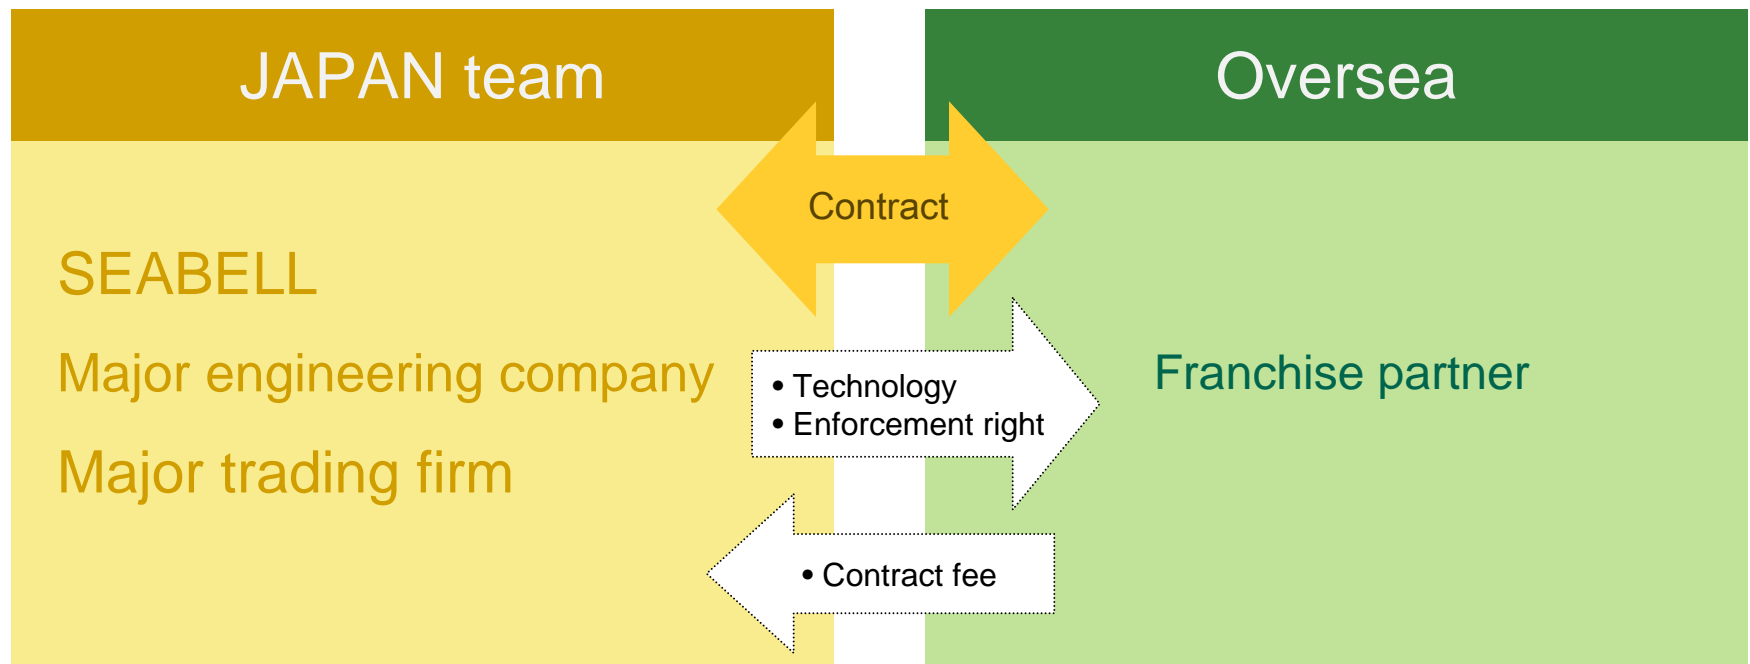 JAPAN team
Oversea
Contract
SEABELL
Major engineering company
Major trading firm
• Technology
• Enforcement right
Franchise partner
• Contract fee